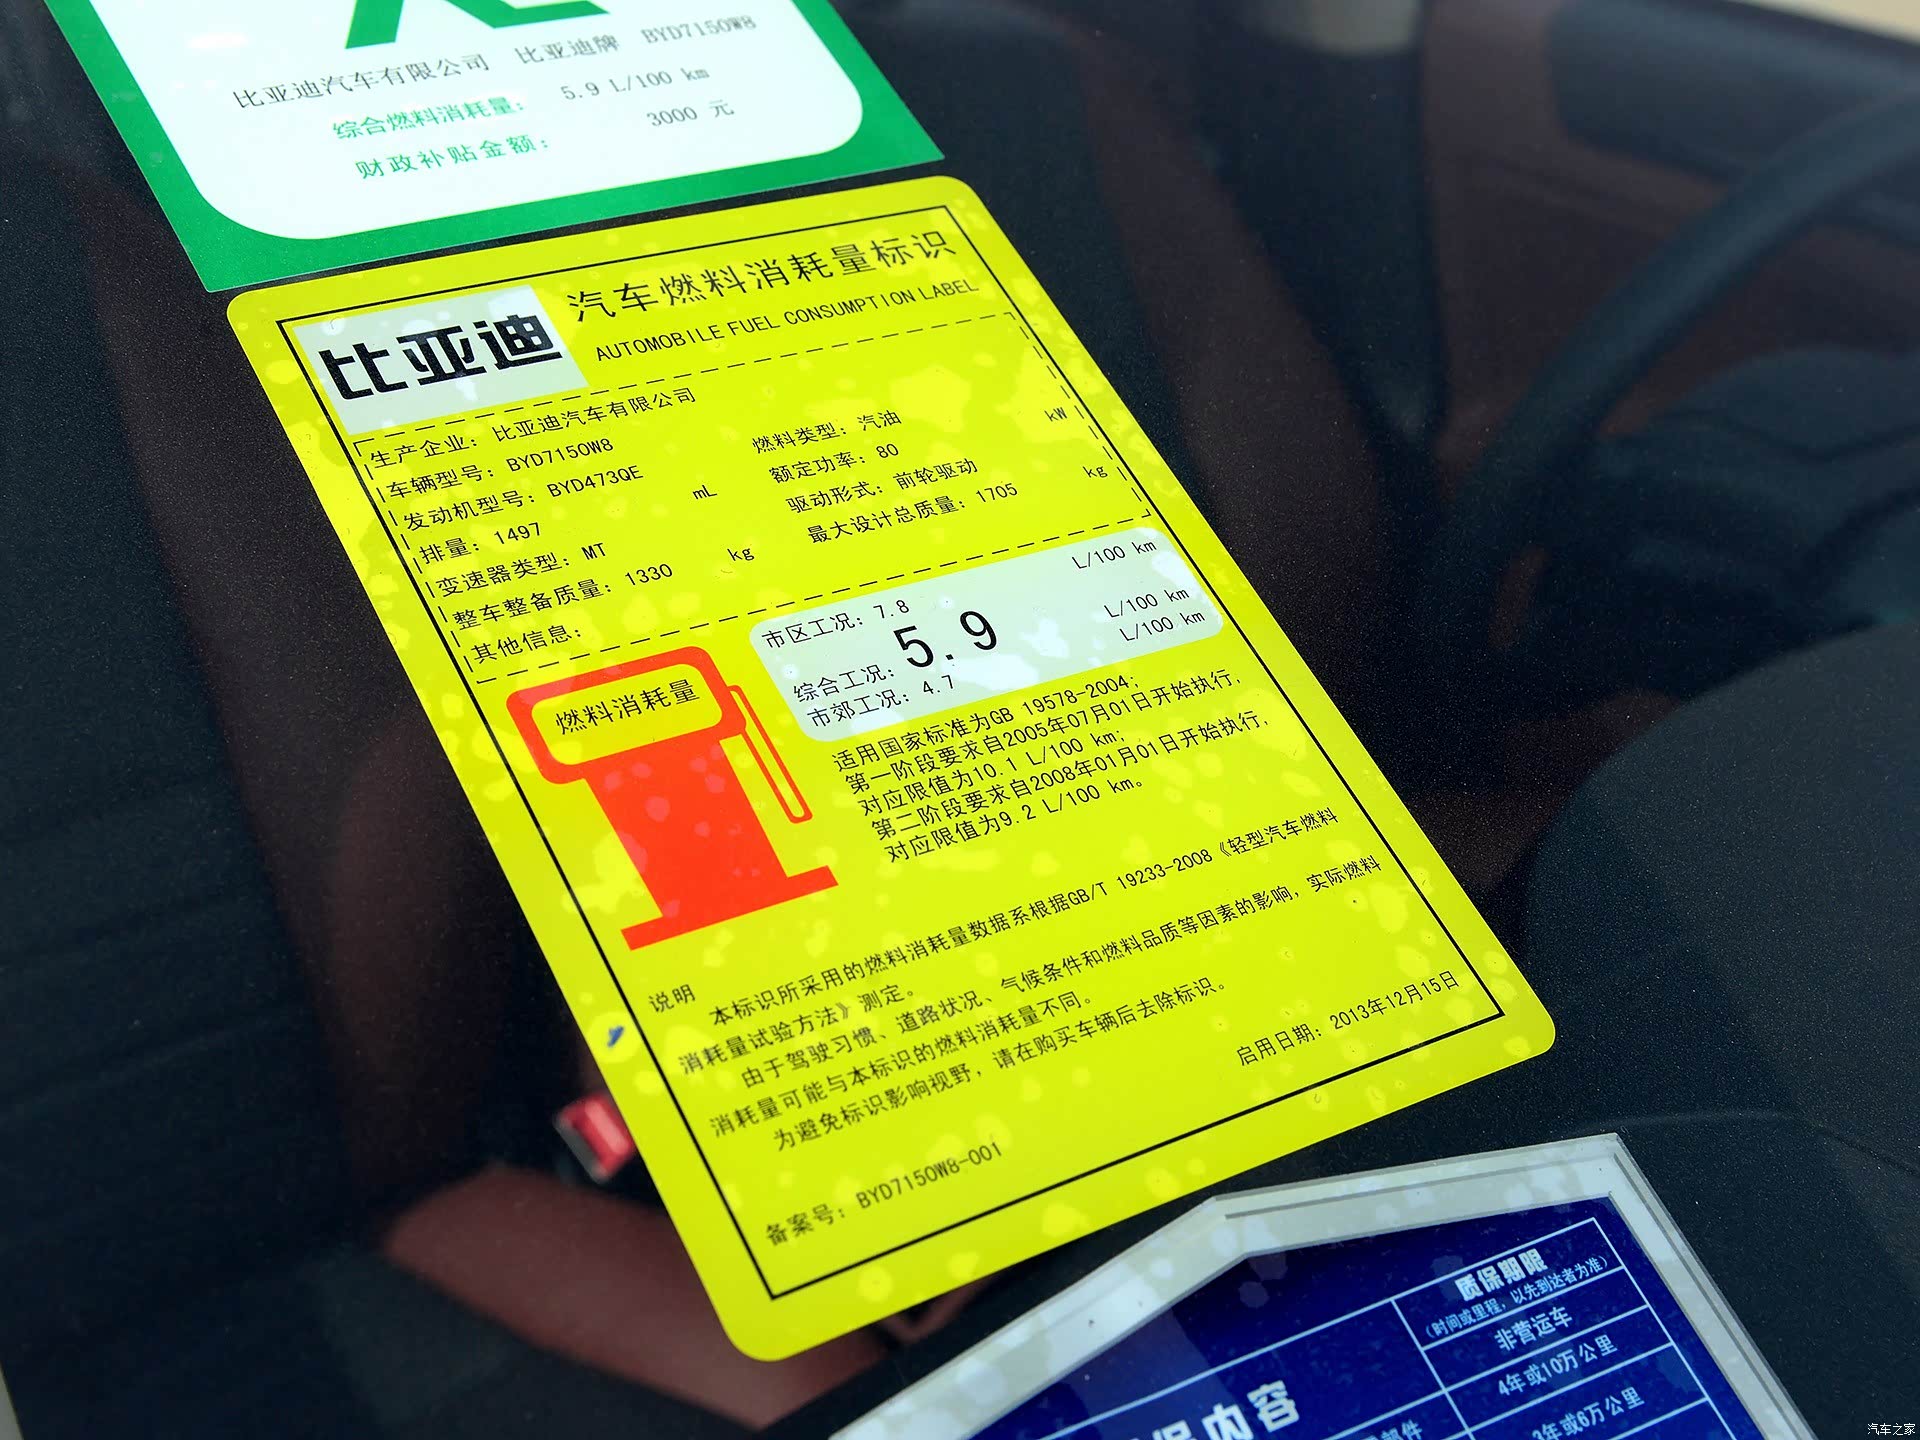 比亚迪汽车有限公司 比亚迪牌 BYD7150W8
综合燃料消耗量: 5.9 L/100 km
财政补贴金额: 3000 元
比亚迪
汽车燃料消耗量标识
AUTOMOBILE FUEL CONSUMPTION LABEL
生产企业: 比亚迪汽车有限公司
车辆型号: BYD7150W8
发动机型号: BYD473QE
排量: 1497 mL
变速器类型: MT
整车整备质量: 1330 kg
其他信息:
燃料类型: 汽油
额定功率: 80 kW
驱动形式: 前轮驱动
最大设计总质量: 1705 kg
燃料消耗量
市区工况: 7.8 L/100 km
综合工况: 5.9 L/100 km
市郊工况: 4.7 L/100 km
适用国家标准为GB 19578-2004;
第一阶段要求自2005年07月01日开始执行,
对应限值为10.1 L/100 km;
第二阶段要求自2008年01月01日开始执行,
对应限值为9.2 L/100 km。
说明
本标识所采用的燃料消耗量数据系根据GB/T 19233-2008《轻型汽车燃料
消耗量试验方法》测定。
由于驾驶习惯、道路状况、气候条件和燃料品质等因素的影响, 实际燃料
消耗量可能与本标识的燃料消耗量不同。
为避免标识影响视野, 请在购买车辆后去除标识。
启用日期: 2013年12月15日
备案号: BYD7150W8-001
质保期限
(时间或里程, 以先到达者为准)
非营运车
4年或10万公里
3年或6万公里
保内容
部件
汽车之家